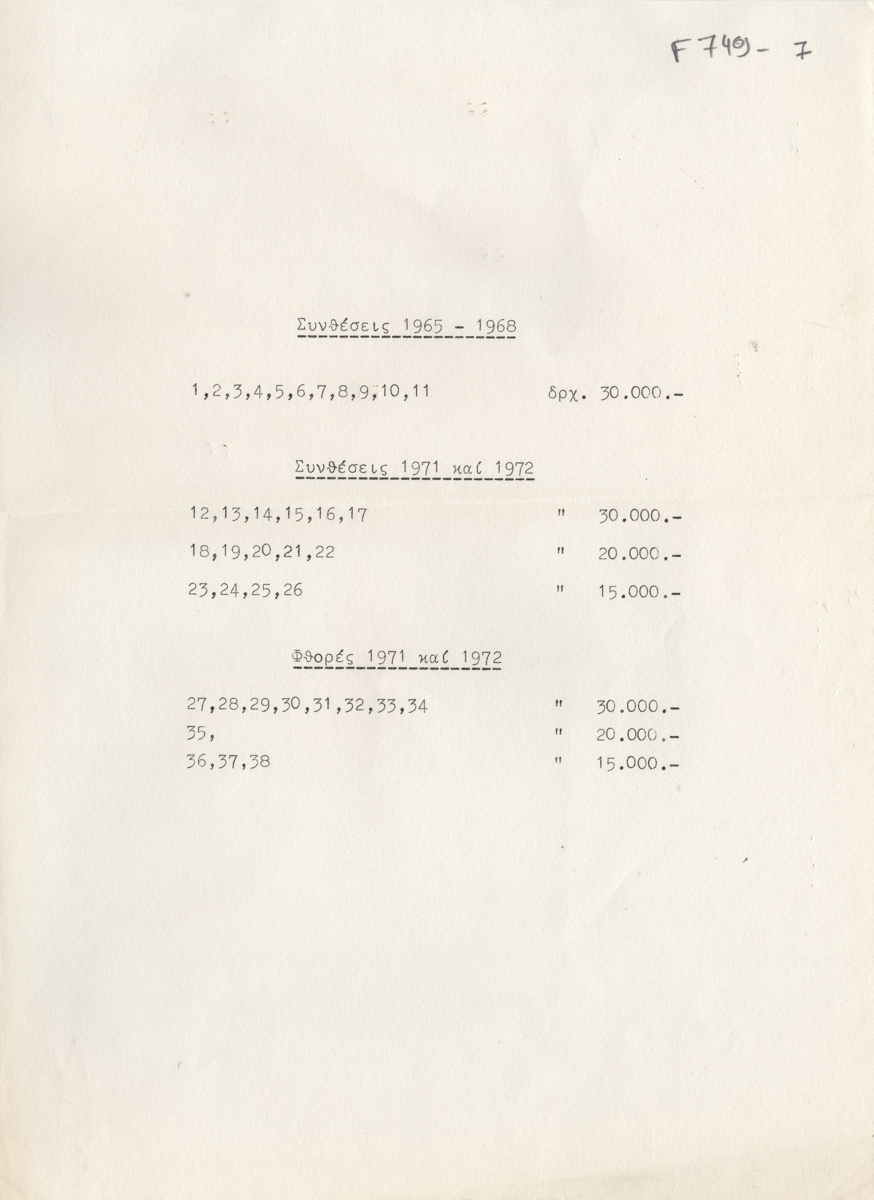 F 749 - 7
Συνθέσεις 1965 - 1968
1,2,3,4,5,6,7,8,9,10,11 δρχ. 30.000.-
Συνθέσεις 1971 καί 1972
12,13,14,15,16,17 " 30.000.-
18,19,20,21,22 " 20.000.-
23,24,25,26 " 15.000.-
Φθορές 1971 καί 1972
27,28,29,30,31,32,33,34 " 30.000.-
35, " 20.000.-
36,37,38 " 15.000.-